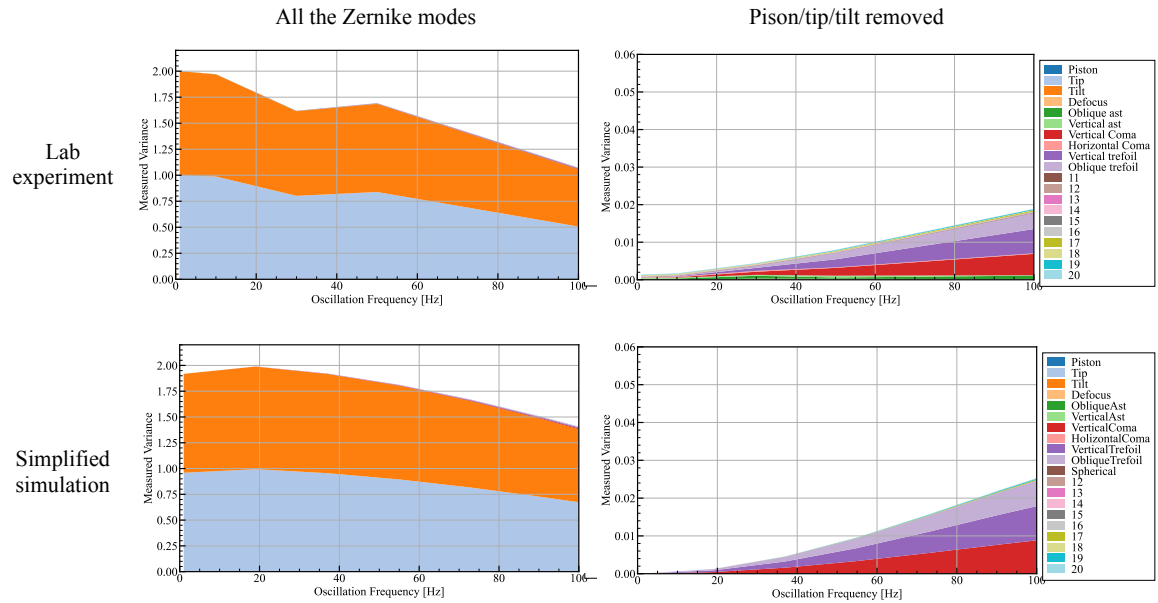 All the Zernike modes
Pison/tip/tilt removed
Lab
experiment
Measured Variance
2.00
1.75
1.50
1.25
1.00
0.75
0.50
0.25
0.00
0 20 40 60 80 100
Oscillation Frequency [Hz]
Measured Variance
0.06
0.05
0.04
0.03
0.02
0.01
0.00
0 20 40 60 80 100
Oscillation Frequency [Hz]
Piston
Tip
Tilt
Defocus
Oblique ast
Vertical ast
Vertical Coma
Horizontal Coma
Vertical trefoil
Oblique trefoil
11
12
13
14
15
16
17
18
19
20
Simplified
simulation
Measured Variance
2.00
1.75
1.50
1.25
1.00
0.75
0.50
0.25
0.00
0 20 40 60 80 100
Oscillation Frequency [Hz]
Measured Variance
0.06
0.05
0.04
0.03
0.02
0.01
0.00
0 20 40 60 80 100
Oscillation Frequency [Hz]
Piston
Tip
Tilt
Defocus
ObliqueAst
VerticalAst
VerticalComa
HolizontalComa
VerticalTrefoil
ObliqueTrefoil
Spherical
12
13
14
15
16
17
18
19
20